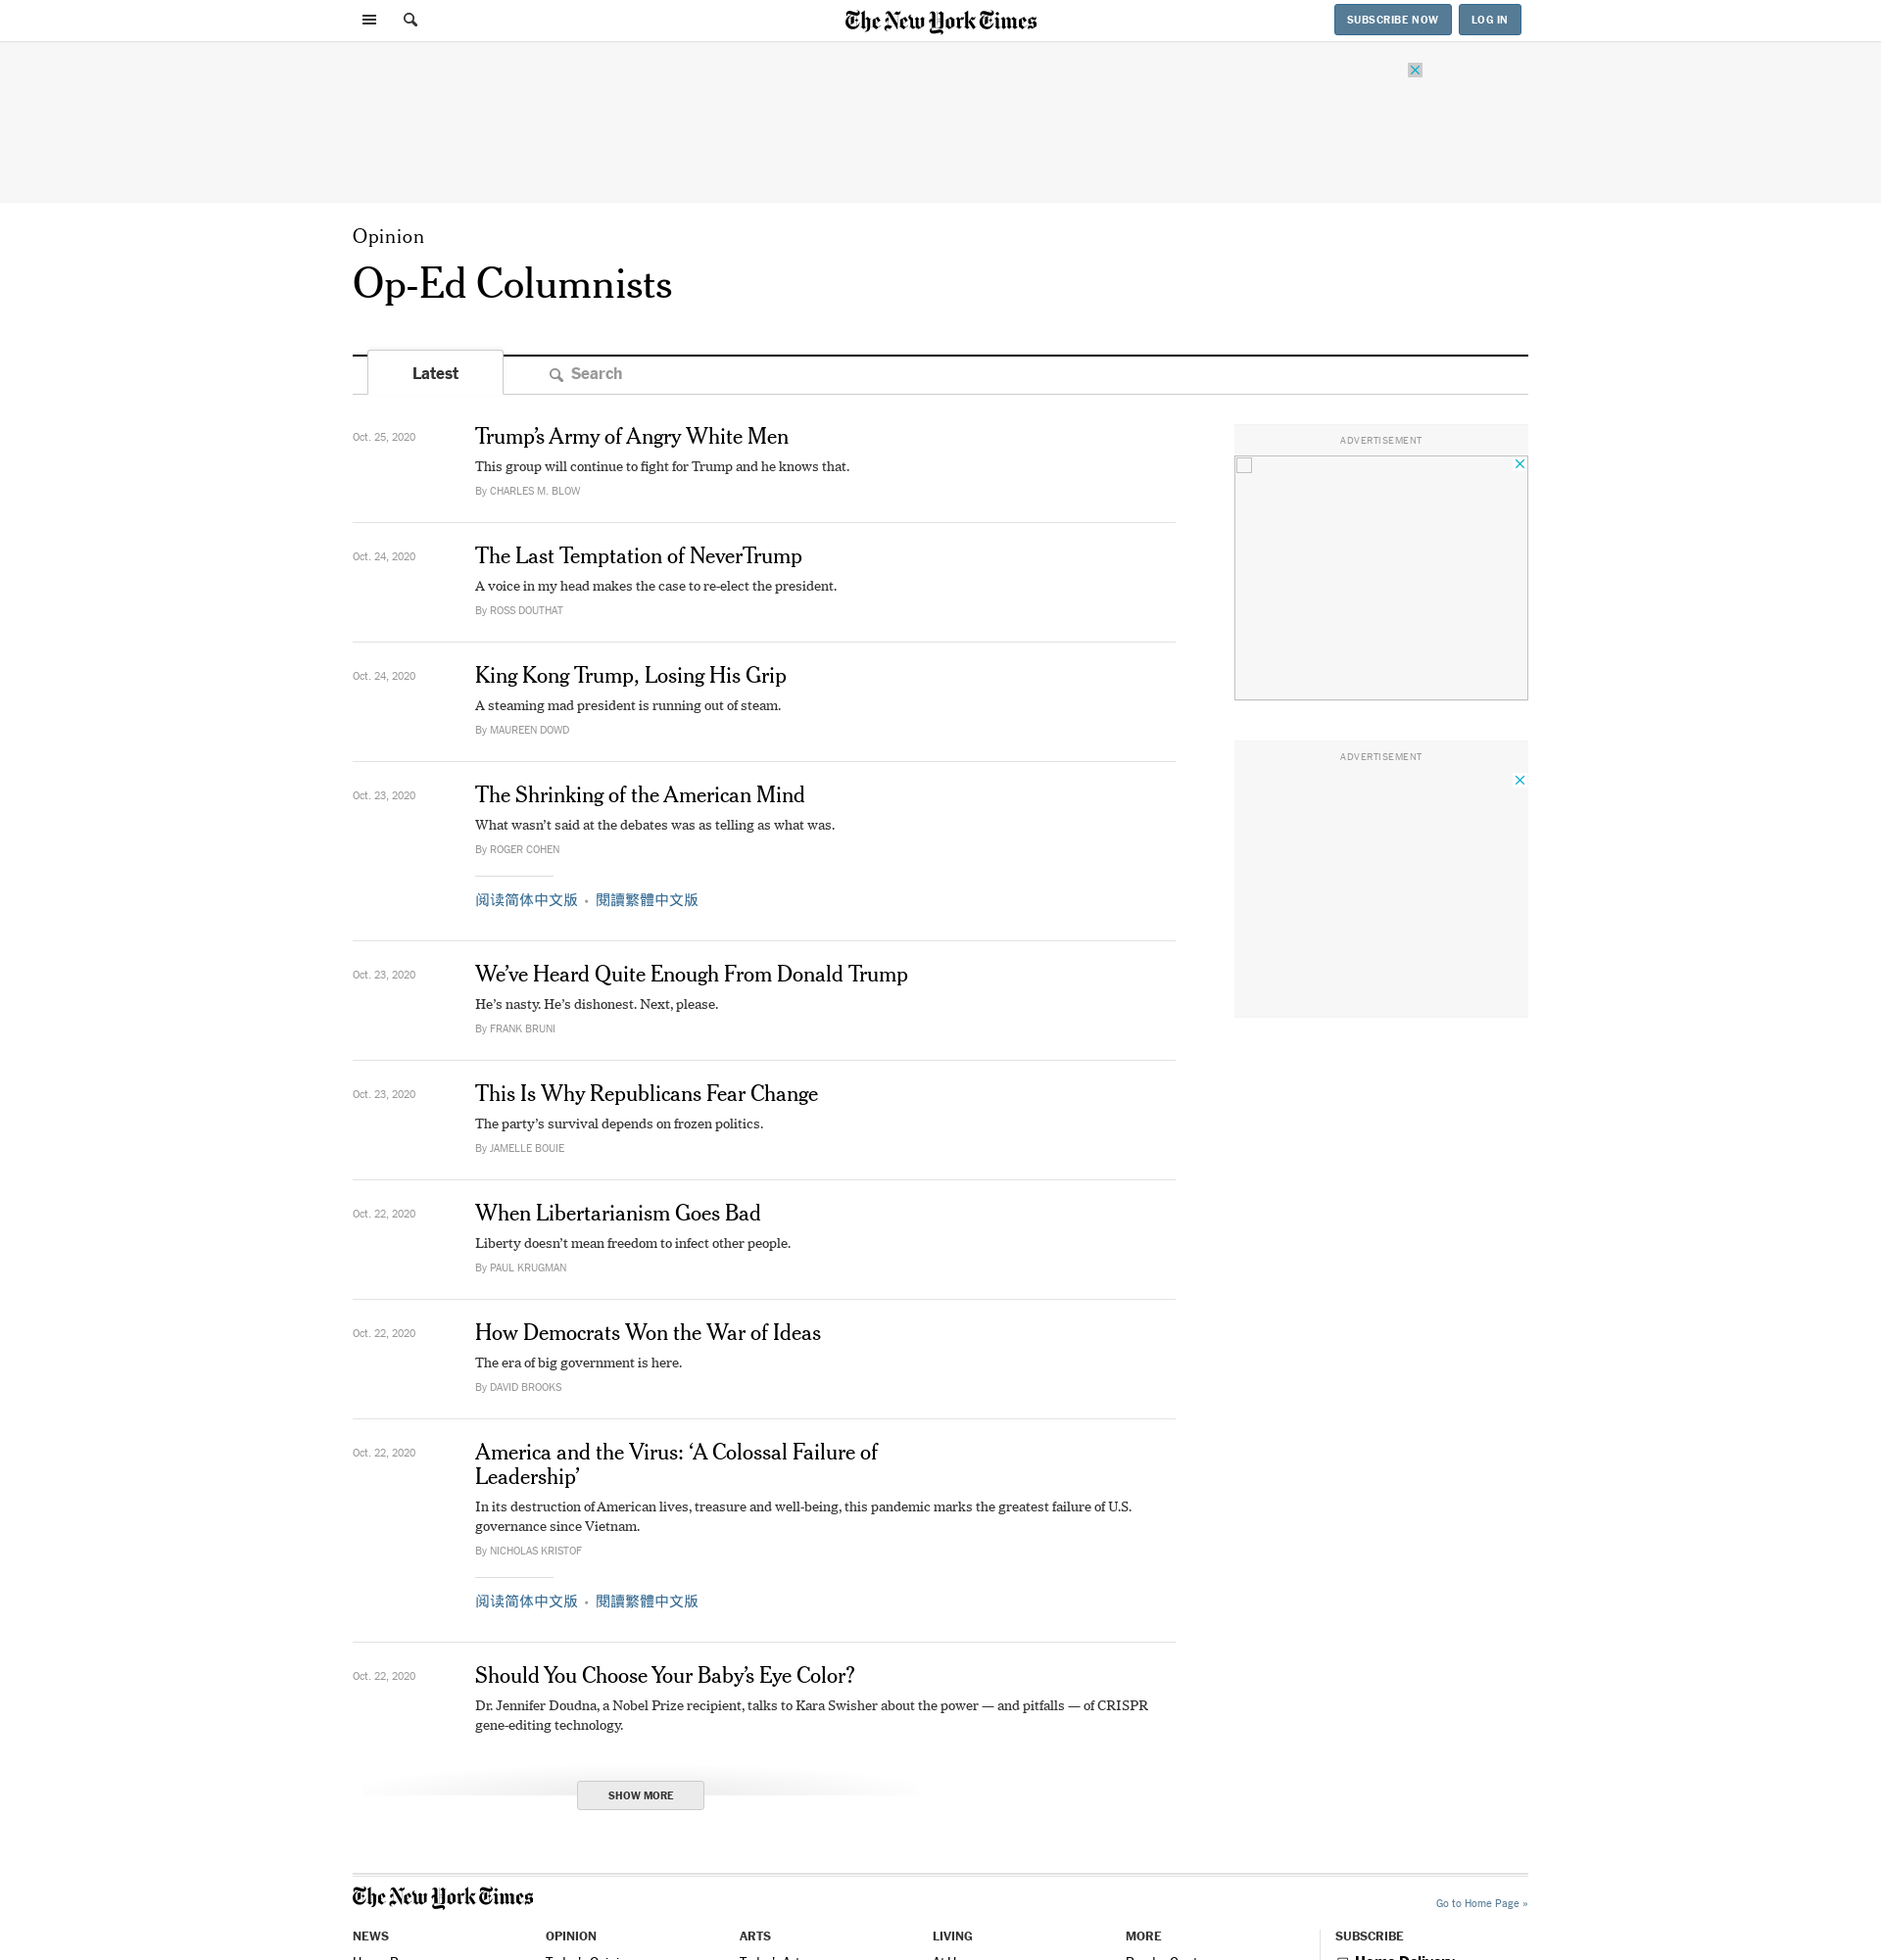 The New York Times
SUBSCRIBE NOW
LOG IN
Opinion
Op-Ed Columnists
Latest
Search
Oct. 25, 2020
Trump’s Army of Angry White Men
This group will continue to fight for Trump and he knows that.
By CHARLES M. BLOW
Oct. 24, 2020
The Last Temptation of NeverTrump
A voice in my head makes the case to re-elect the president.
By ROSS DOUTHAT
Oct. 24, 2020
King Kong Trump, Losing His Grip
A steaming mad president is running out of steam.
By MAUREEN DOWD
Oct. 23, 2020
The Shrinking of the American Mind
What wasn’t said at the debates was as telling as what was.
By ROGER COHEN
阅读简体中文版 • 閱讀繁體中文版
Oct. 23, 2020
We’ve Heard Quite Enough From Donald Trump
He’s nasty. He’s dishonest. Next, please.
By FRANK BRUNI
Oct. 23, 2020
This Is Why Republicans Fear Change
The party’s survival depends on frozen politics.
By JAMELLE BOUIE
Oct. 22, 2020
When Libertarianism Goes Bad
Liberty doesn’t mean freedom to infect other people.
By PAUL KRUGMAN
Oct. 22, 2020
How Democrats Won the War of Ideas
The era of big government is here.
By DAVID BROOKS
Oct. 22, 2020
America and the Virus: ‘A Colossal Failure of
Leadership’
In its destruction of American lives, treasure and well-being, this pandemic marks the greatest failure of U.S.
governance since Vietnam.
By NICHOLAS KRISTOF
阅读简体中文版 • 閱讀繁體中文版
Oct. 22, 2020
Should You Choose Your Baby’s Eye Color?
Dr. Jennifer Doudna, a Nobel Prize recipient, talks to Kara Swisher about the power — and pitfalls — of CRISPR
gene-editing technology.
SHOW MORE
ADVERTISEMENT
ADVERTISEMENT
The New York Times
Go to Home Page »
NEWS
OPINION
ARTS
LIVING
MORE
SUBSCRIBE
Home Delivery